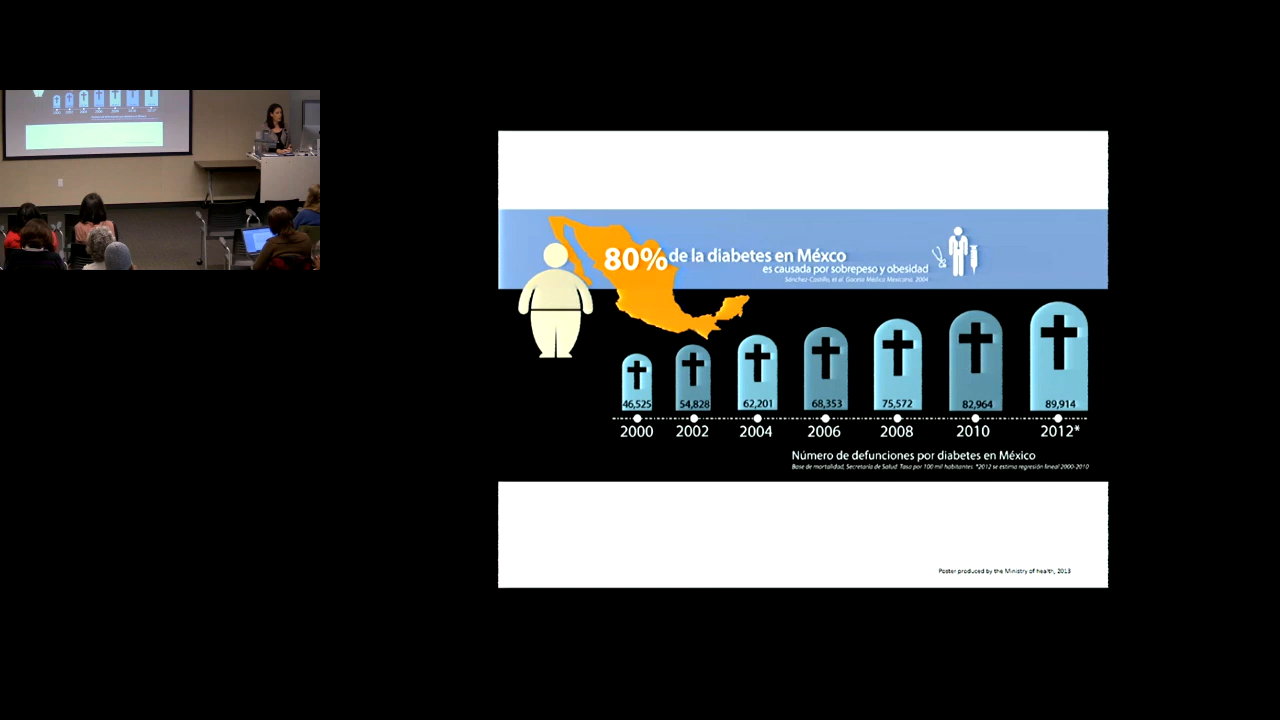 80% de la diabetes en Méxco
es causada por sobrepeso y obesidad
Sánchez-Castillo, et al. Gaceta Médica Mexicana. 2004
46,525 54,828 62,201 68,353 75,572 82,964 89,914
2000 2002 2004 2006 2008 2010 2012*
Número de defunciones por diabetes en México
Base de mortalidad, Secretaría de Salud. Tasa por 100 mil habitantes. *2012 se estima regresión lineal 2000-2010
Poster produced by the Ministry of health, 2013